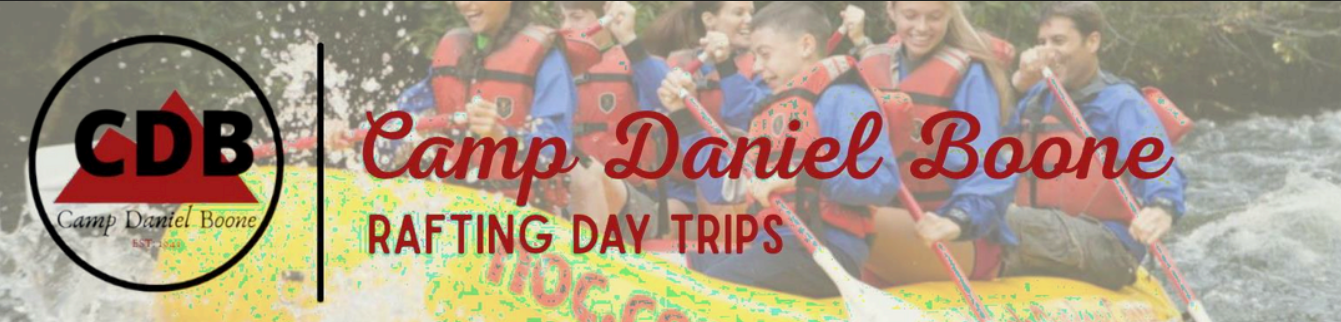 CDB
Camp Daniel Boone
Camp Daniel Boone
RAFTING DAY TRIPS